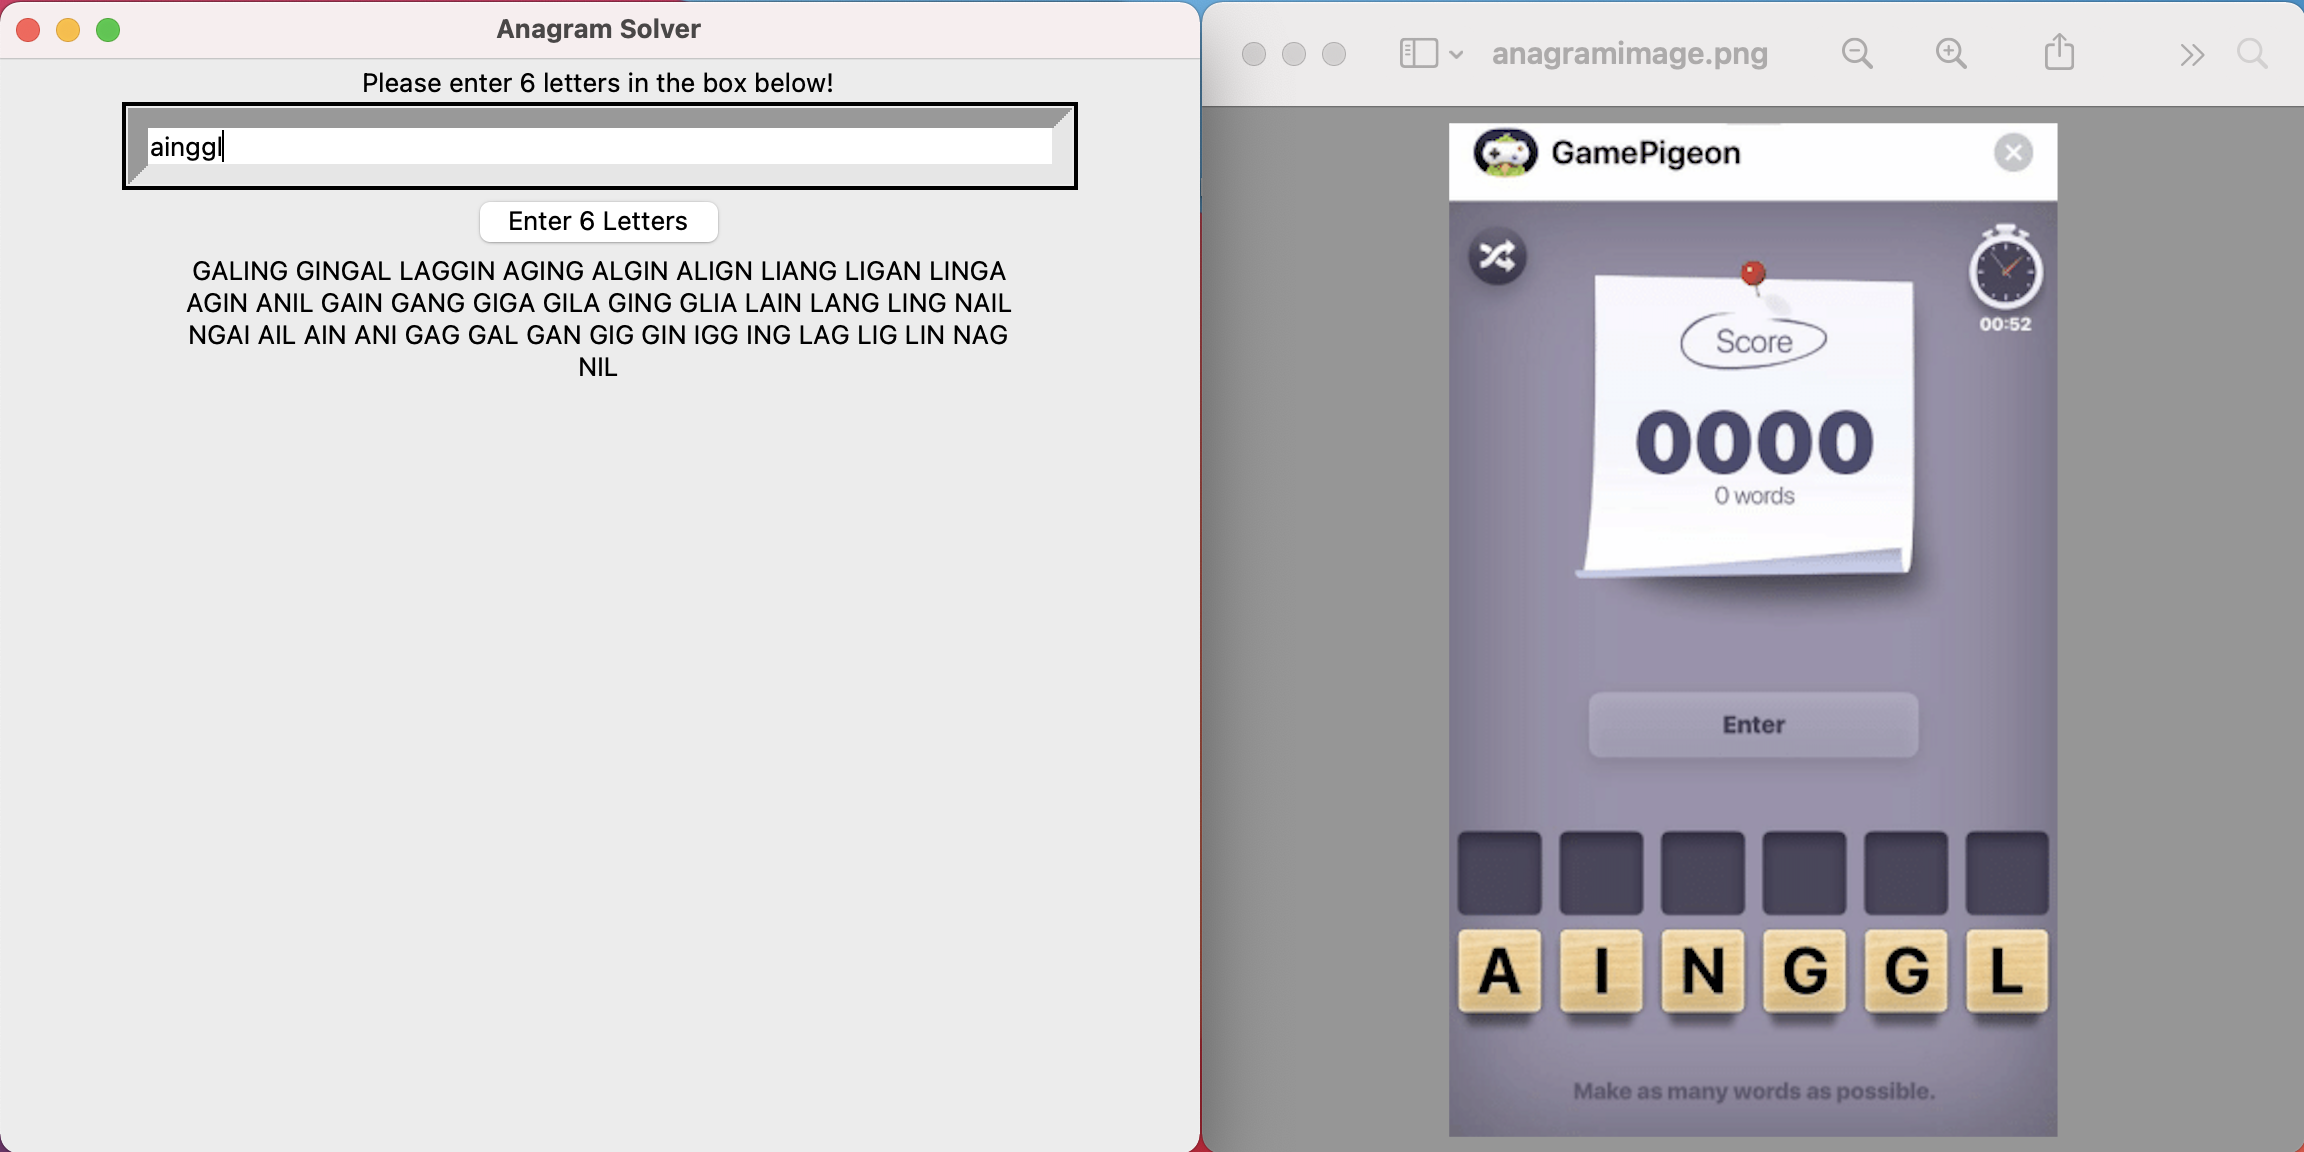 Anagram Solver
Please enter 6 letters in the box below!
ainggl
Enter 6 Letters
GALING GINGAL LAGGIN AGING ALGIN ALIGN LIANG LIGAN LINGA
AGIN ANIL GAIN GANG GIGA GILA GING GLIA LAIN LANG LING NAIL
NGAI AIL AIN ANI GAG GAL GAN GIG GIN IGG ING LAG LIG LIN NAG
NIL
anagramimage.png
GamePigeon
00:52
Score
0000
0 words
Enter
A I N G G L
Make as many words as possible.